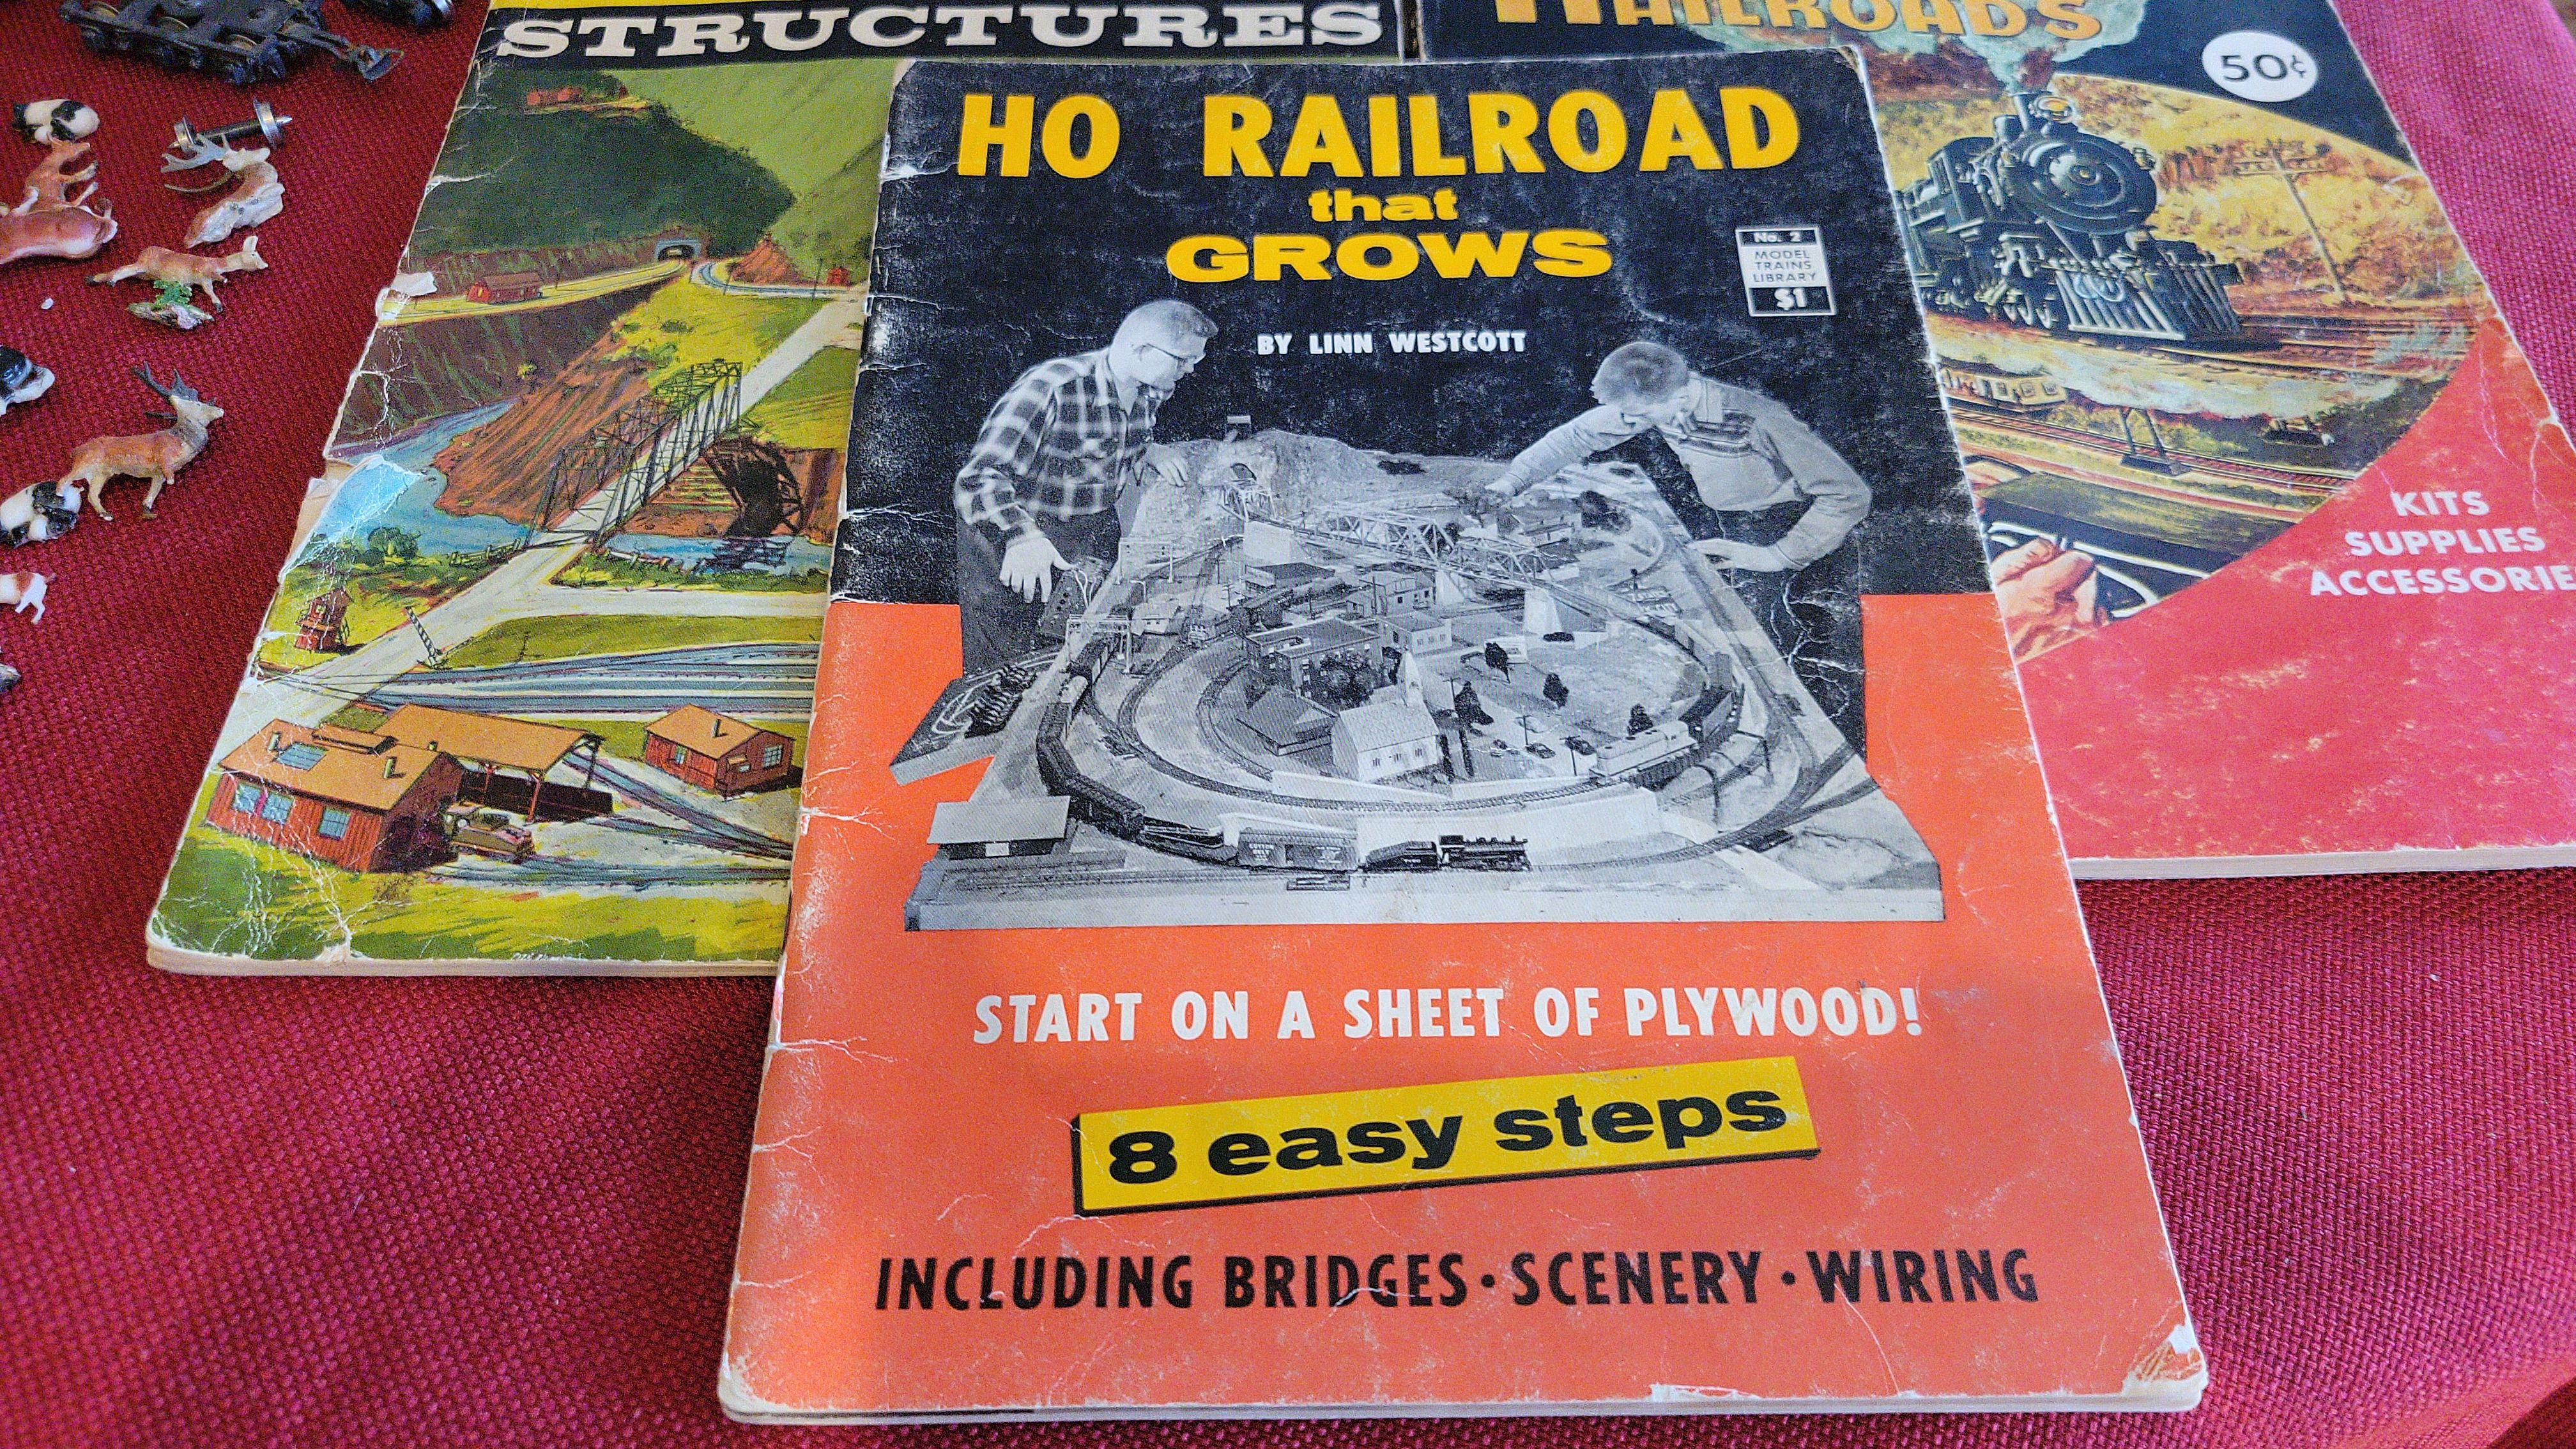 STRUCTURES
RAILROADS
50¢
KITS
SUPPLIES
HO RAILROAD
that
GROWS
No. 2
MODEL
TRAINS
LIBRARY
$1
BY LINN WESTCOTT
START ON A SHEET OF PLYWOOD!
8 easy steps
INCLUDING BRIDGES · SCENERY · WIRING